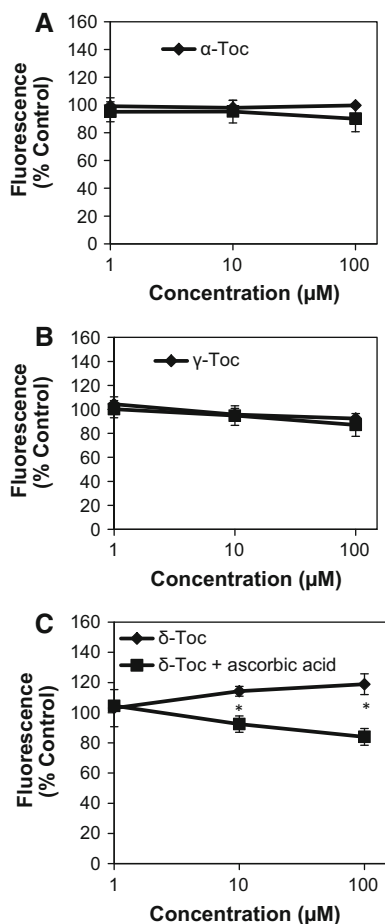 A
160
140
120
100
80
60
40
20
0
α-Toc
Fluorescence
(% Control)
1 10 100
Concentration (µM)
B
160
140
120
100
80
60
40
20
0
γ-Toc
Fluorescence
(% Control)
1 10 100
Concentration (µM)
C
160
140
120
100
80
60
40
20
0
δ-Toc
δ-Toc + ascorbic acid
* *
Fluorescence
(% Control)
1 10 100
Concentration (µM)